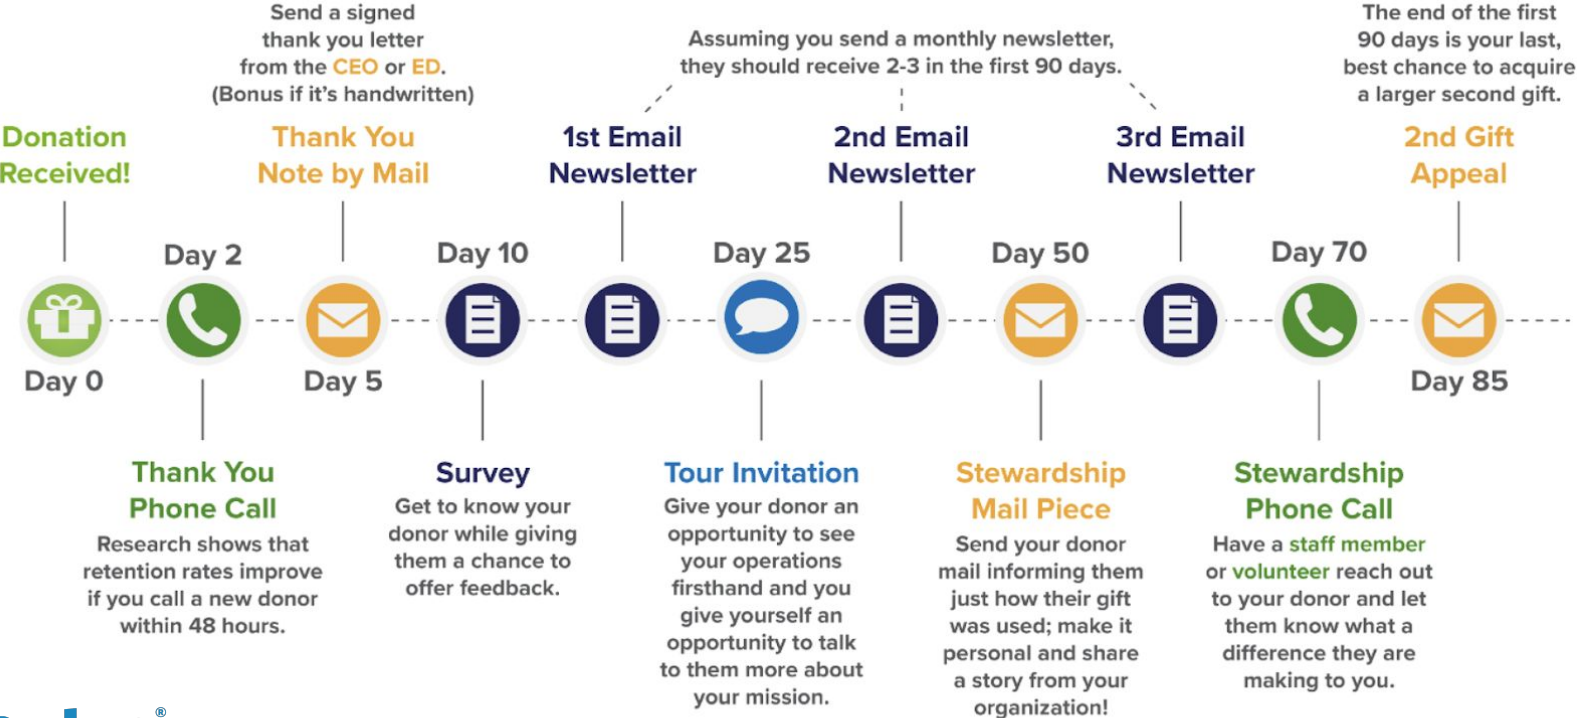 Send a signed
thank you letter
from the CEO or ED.
(Bonus if it's handwritten)
Assuming you send a monthly newsletter,
they should receive 2-3 in the first 90 days.
The end of the first
90 days is your last,
best chance to acquire
a larger second gift.
Donation
Received!
Thank You
Note by Mail
1st Email
Newsletter
2nd Email
Newsletter
3rd Email
Newsletter
2nd Gift
Appeal
Day 0
Day 2
Day 5
Day 10
Day 25
Day 50
Day 70
Day 85
Thank You
Phone Call
Research shows that
retention rates improve
if you call a new donor
within 48 hours.
Survey
Get to know your
donor while giving
them a chance to
offer feedback.
Tour Invitation
Give your donor an
opportunity to see
your operations
firsthand and you
give yourself an
opportunity to talk
to them more about
your mission.
Stewardship
Mail Piece
Send your donor
mail informing them
just how their gift
was used; make it
personal and share
a story from your
organization!
Stewardship
Phone Call
Have a staff member
or volunteer reach out
to your donor and let
them know what a
difference they are
making to you.
®